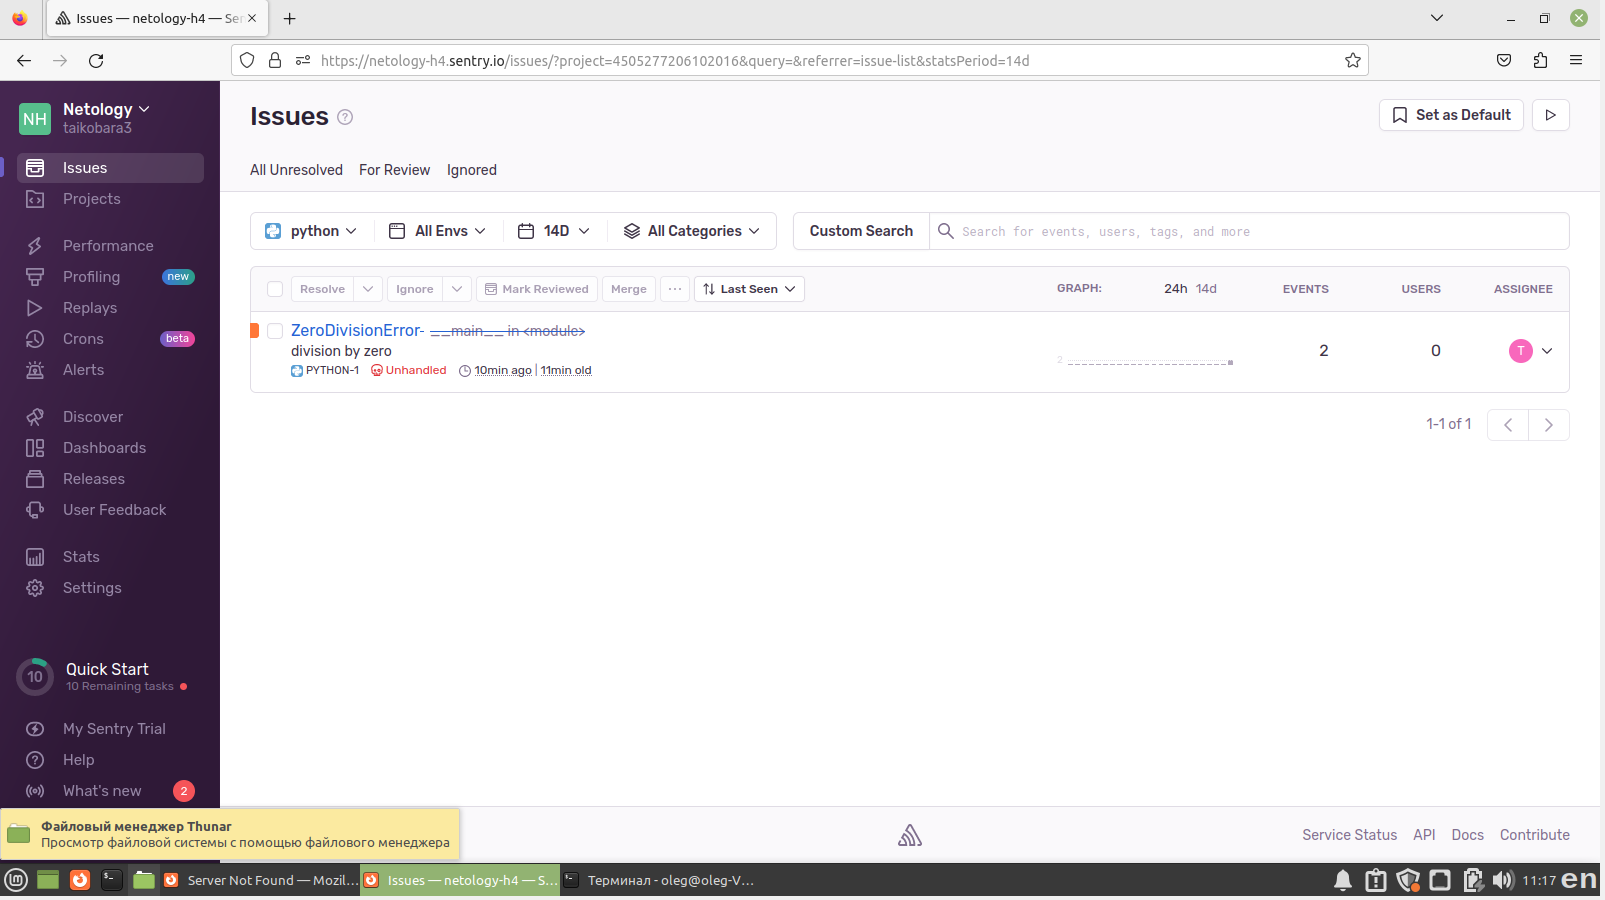 Issues — netology-h4 — Ser
https://netology-h4.sentry.io/issues/?project=4505277206102016&query=&referrer=issue-list&statsPeriod=14d
NH
Netology
taikobara3
Issues
Projects
Performance
Profiling new
Replays
Crons beta
Alerts
Discover
Dashboards
Releases
User Feedback
Stats
Settings
10
Quick Start
10 Remaining tasks
My Sentry Trial
Help
What's new 2
Issues ?
Set as Default
All Unresolved For Review Ignored
python All Envs 14D All Categories Custom Search Search for events, users, tags, and more
Resolve Ignore Mark Reviewed Merge ... Last Seen GRAPH: 24h 14d EVENTS USERS ASSIGNEE
ZeroDivisionError- __main__ in <module>
division by zero
2 2 0 T
PYTHON-1 Unhandled 10min ago | 11min old
1-1 of 1
Файловый менеджер Thunar
Просмотр файловой системы с помощью файлового менеджера
Service Status API Docs Contribute
Server Not Found — Mozil... Issues — netology-h4 — S... Терминал - oleg@oleg-V... 11:17 en